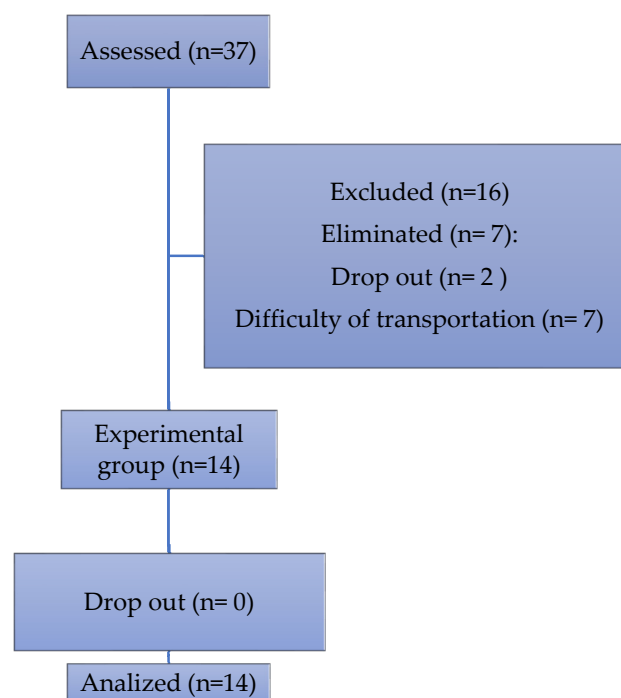 Assessed (n=37)
Excluded (n=16)
Eliminated (n= 7):
Drop out (n= 2 )
Difficulty of transportation (n= 7)
Experimental
group (n=14)
Drop out (n= 0)
Analized (n=14)